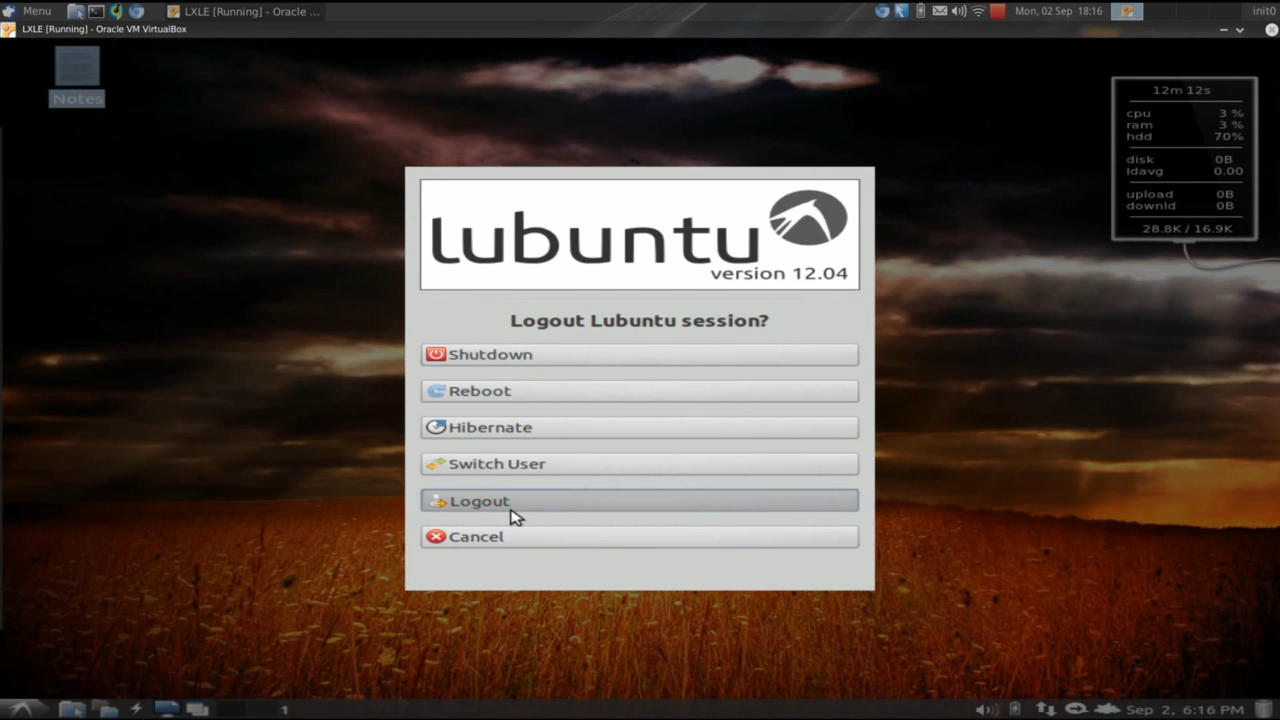 Menu LXLE [Running] - Oracle ... Mon, 02 Sep 18:16 init0
LXLE [Running] - Oracle VM VirtualBox
Notes
12m 12s
cpu 3 %
ram 3 %
hdd 70%
disk 0B
ldavg 0.00
upload 0B
downld 0B
28.8K / 16.9K
lubuntu
version 12.04
Logout Lubuntu session?
Shutdown
Reboot
Hibernate
Switch User
Logout
Cancel
1 Sep 2, 6:16 PM